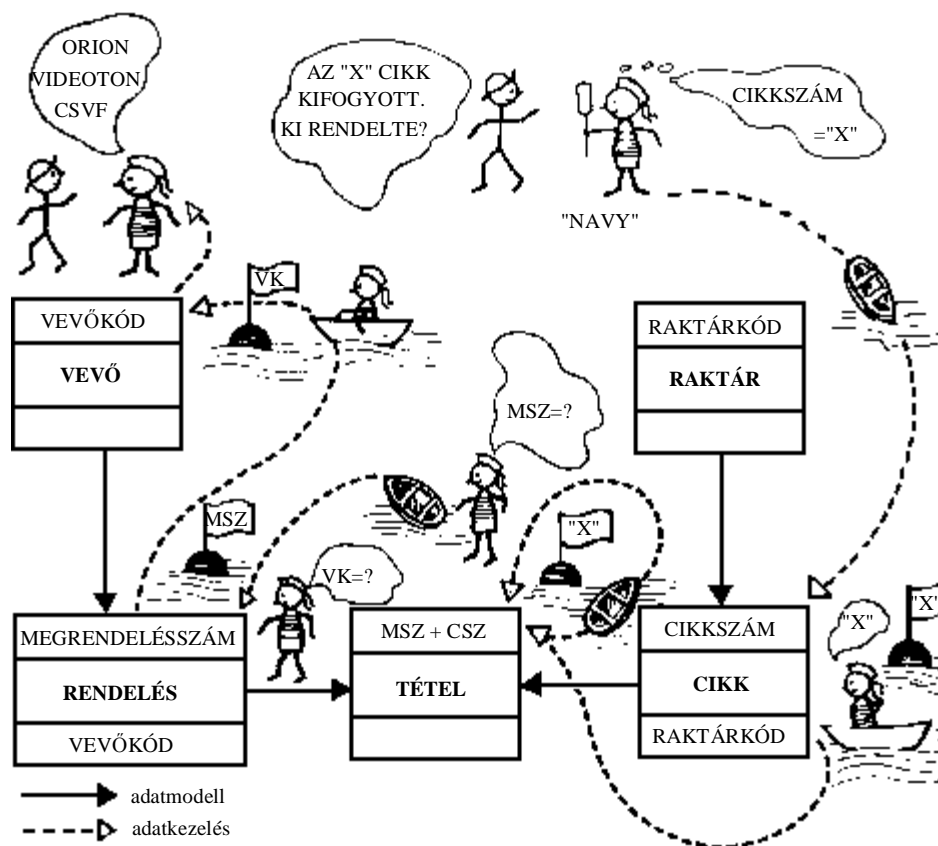 ORION
VIDEOTON
CSVF
AZ "X" CIKK
KIFOGYOTT.
KI RENDELTE?
CIKKSZÁM
="X"
"NAVY"
VK
VEVŐKÓD
VEVŐ
RAKTÁRKÓD
RAKTÁR
MSZ=?
MSZ
"X"
VK=?
"X"
"X"
MEGRENDELÉSSZÁM
RENDELÉS
VEVŐKÓD
MSZ + CSZ
TÉTEL
CIKKSZÁM
CIKK
RAKTÁRKÓD
adatmodell
adatkezelés